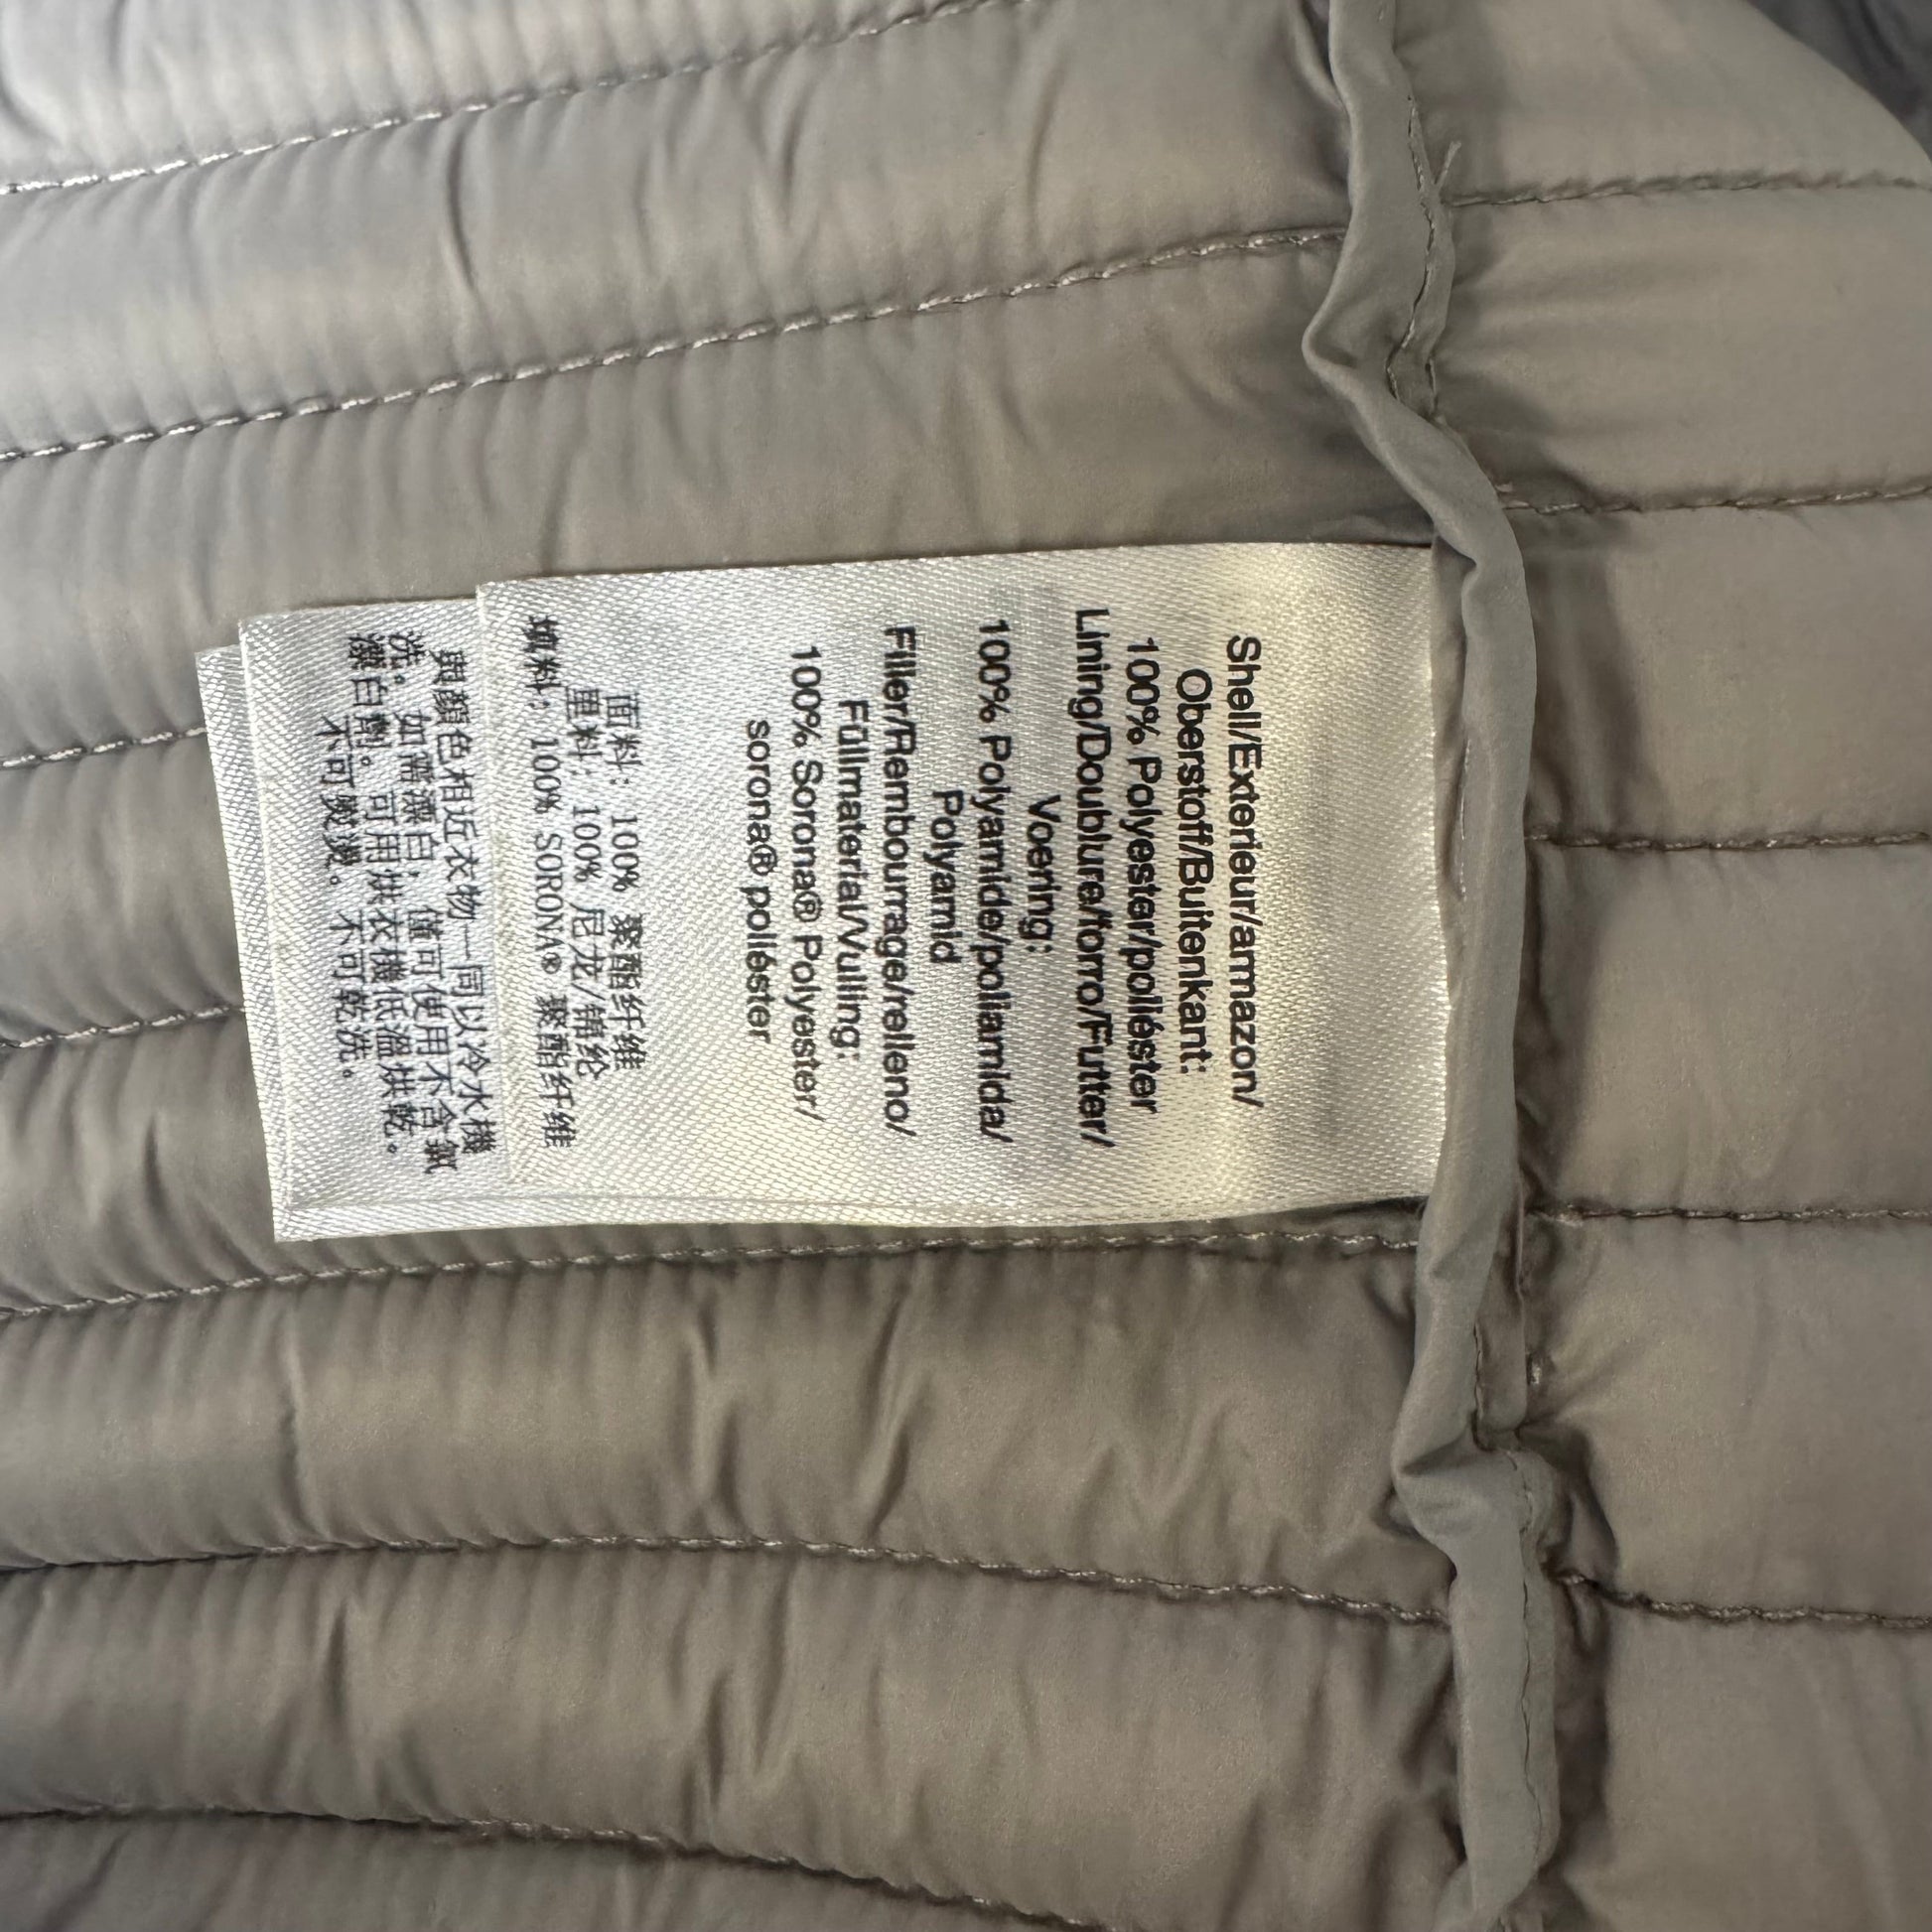 Shell/Exterieur/armazon/
Oberstoff/Buitenkant:
100% Polyester/poliéster
Lining/Doublure/forro/Futter/
Voering:
100% Polyamide/poliamida/
Polyamid
Filler/Rembourrage/relleno/
Füllmaterial/Vulling:
100% Sorona® Polyester/
sorona® poliéster
面料: 100% 聚酯纤维
里料: 100% 尼龙/锦纶
填料: 100% SORONA® 聚酯纤维
與顏色相近衣物一同以冷水機
洗。如需漂白, 僅可使用不含氯
漂白劑。可用烘衣機低溫烘乾。
不可熨燙。不可乾洗。